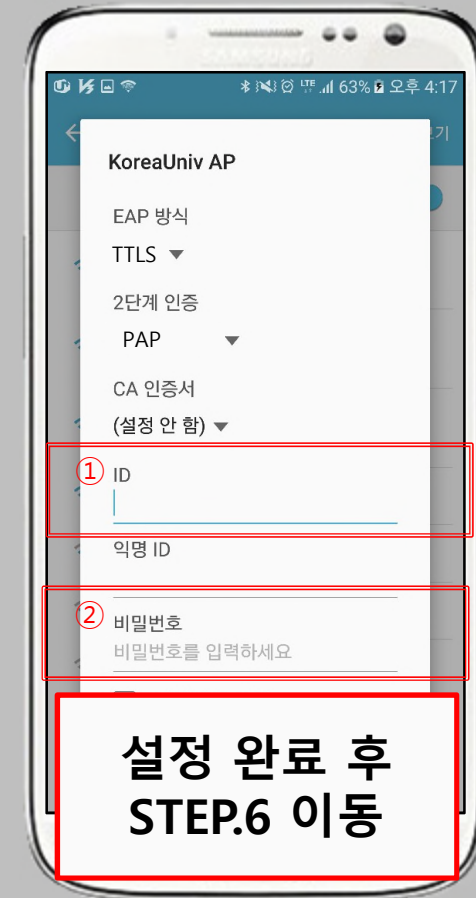 SAMSUNG
LTE 63% 오후 4:17
KoreaUniv AP
EAP 방식
TTLS
2단계 인증
PAP
CA 인증서
(설정 안 함)
① ID
익명 ID
② 비밀번호
비밀번호를 입력하세요
설정 완료 후
STEP.6 이동